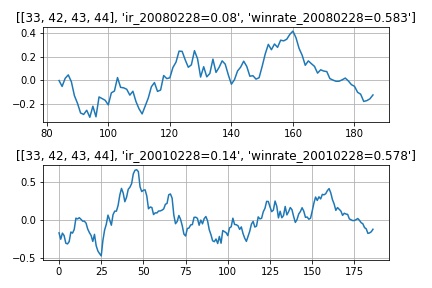 [[33, 42, 43, 44], 'ir_20080228=0.08', 'winrate_20080228=0.583']
0.4
0.2
0.0
−0.2
80 100 120 140 160 180
[[33, 42, 43, 44], 'ir_20010228=0.14', 'winrate_20010228=0.578']
0.5
0.0
−0.5
0 25 50 75 100 125 150 175